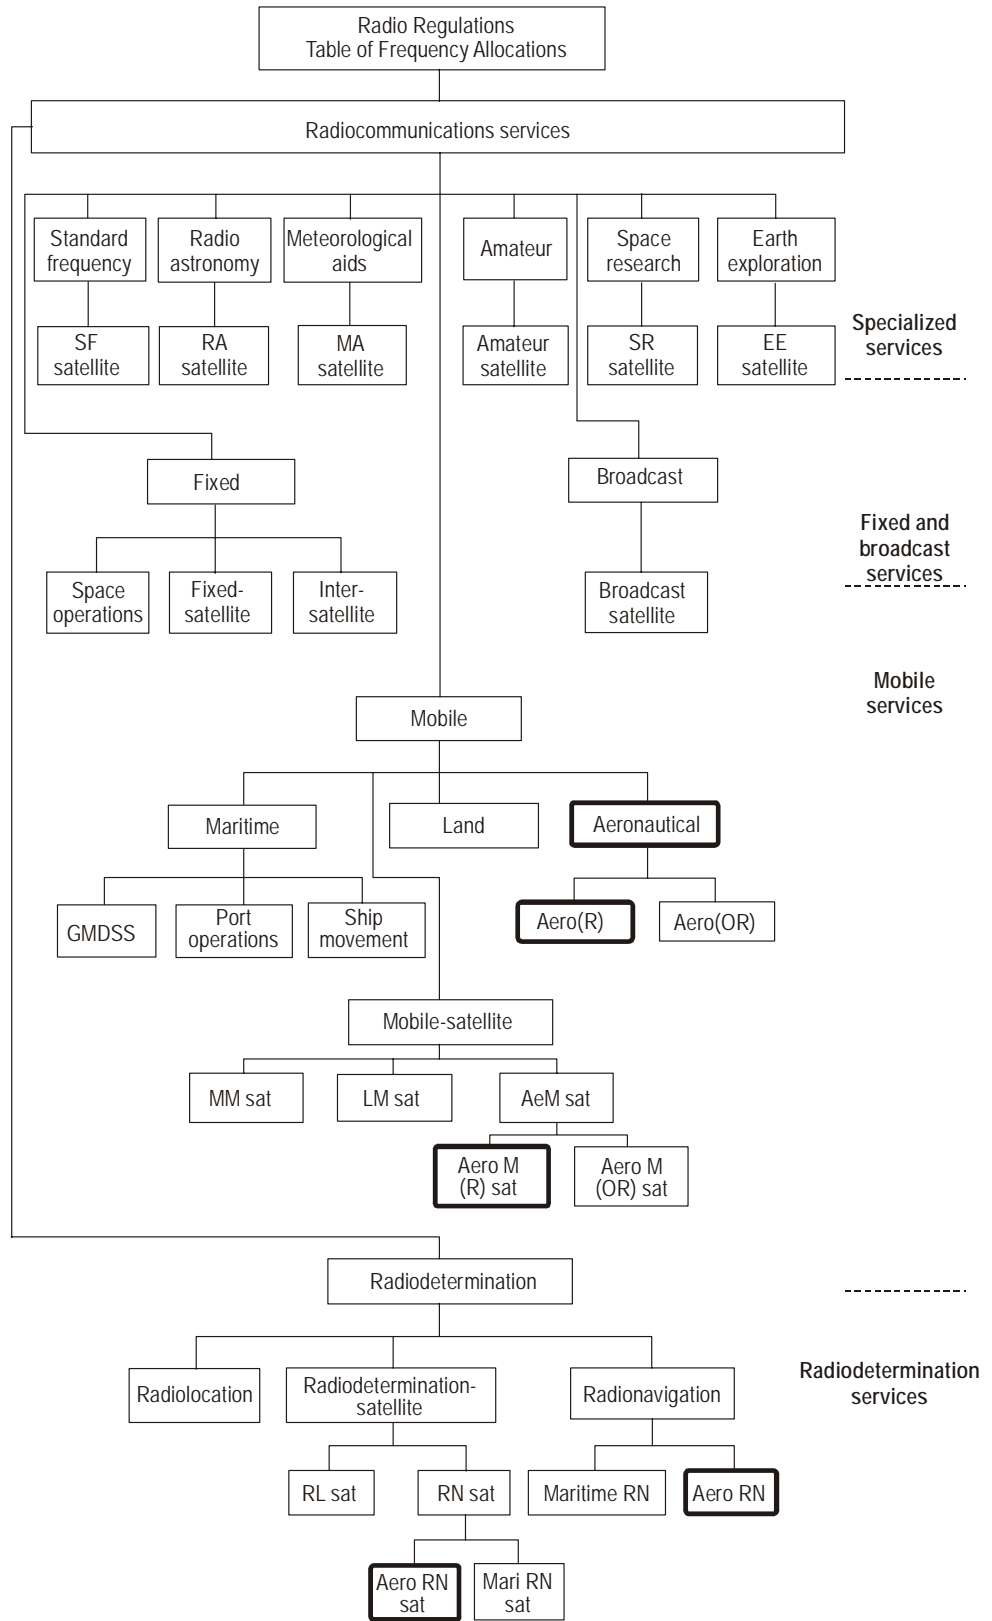 Radio Regulations
Table of Frequency Allocations
Radiocommunications services
Standard
frequency
Radio
astronomy
Meteorological
aids
Amateur
Space
research
Earth
exploration
SF
satellite
RA
satellite
MA
satellite
Amateur
satellite
SR
satellite
EE
satellite
Specialized
services
Fixed
Broadcast
Space
operations
Fixed-
satellite
Inter-
satellite
Broadcast
satellite
Fixed and
broadcast
services
Mobile
services
Mobile
Maritime
Land
Aeronautical
GMDSS
Port
operations
Ship
movement
Aero(R)
Aero(OR)
Mobile-satellite
MM sat
LM sat
AeM sat
Aero M
(R) sat
Aero M
(OR) sat
Radiodetermination
Radiolocation
Radiodetermination-
satellite
Radionavigation
Radiodetermination
services
RL sat
RN sat
Maritime RN
Aero RN
Aero RN
sat
Mari RN
sat